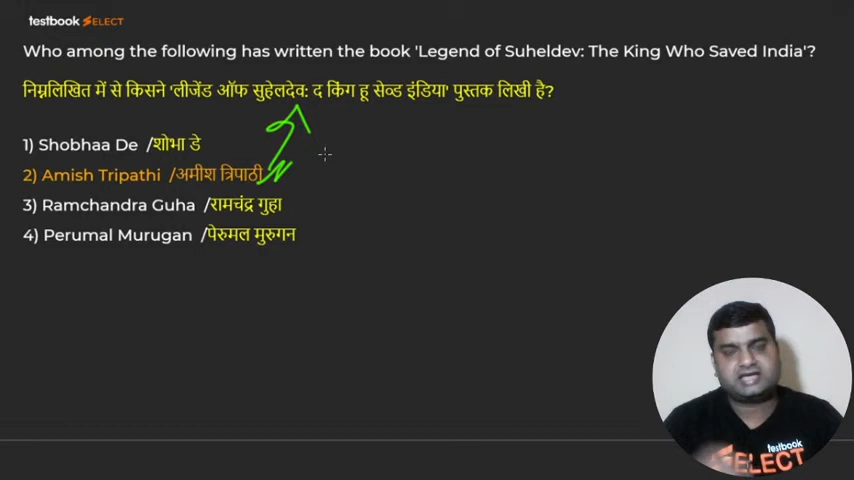 testbook SELECT
Who among the following has written the book 'Legend of Suheldev: The King Who Saved India'?
निम्नलिखित में से किसने 'लीजेंड ऑफ सुहेलदेव: द किंग हू सेव्ड इंडिया' पुस्तक लिखी है?
1) Shobhaa De /शोभा डे
2) Amish Tripathi /अमीश त्रिपाठी
3) Ramchandra Guha /रामचंद्र गुहा
4) Perumal Murugan /पेरुमल मुरुगन
testbook
SELECT